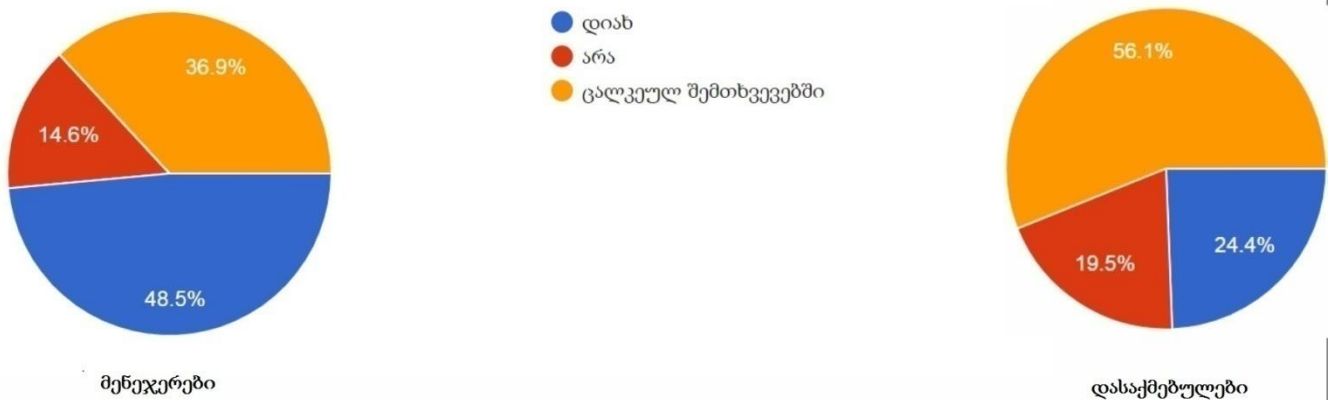 36.9%
14.6%
48.5%
მენეჯერები
დიახ
არა
ცალკეულ შემთხვევებში
56.1%
19.5%
24.4%
დასაქმებულები